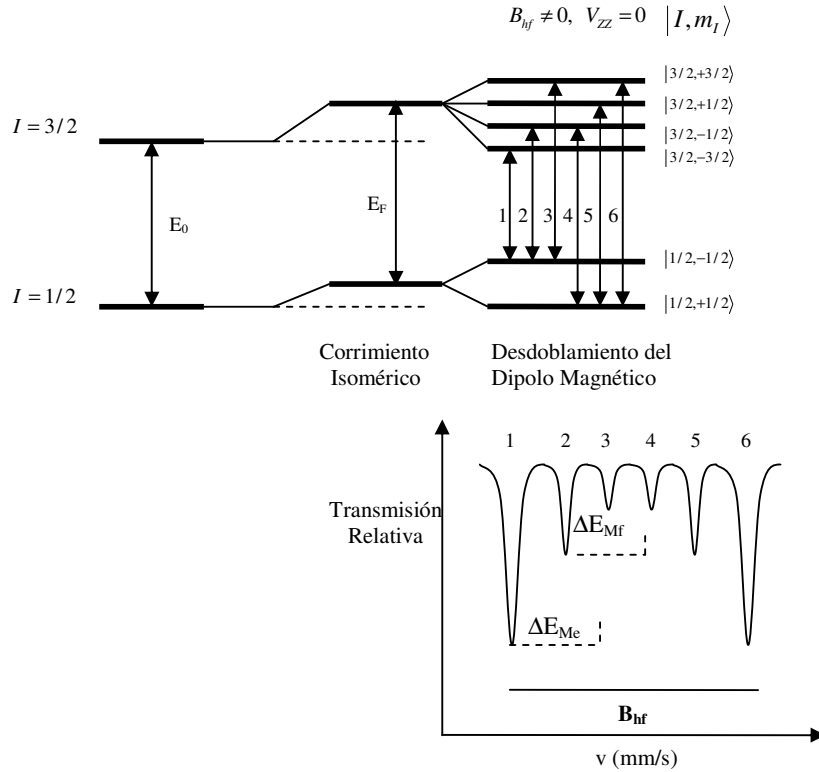 B_hf ≠ 0, V_ZZ = 0 |I, m_I⟩
|3/2,+3/2⟩
|3/2,+1/2⟩
I = 3/2
|3/2,-1/2⟩
|3/2,-3/2⟩
E_0
E_F
1 2 3 4 5 6
|1/2,-1/2⟩
I = 1/2
|1/2,+1/2⟩
Corrimiento
Isomérico
Desdoblamiento del
Dipolo Magnético
1 2 3 4 5 6
Transmisión
Relativa
ΔE_Mf
ΔE_Me
B_hf
v (mm/s)